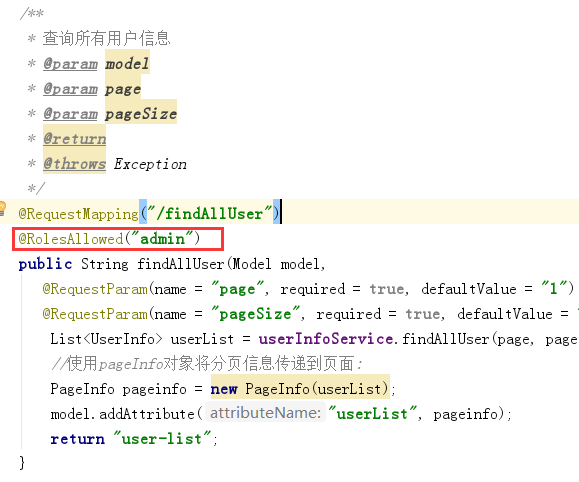 /**
* 查询所有用户信息
* @param model
* @param page
* @param pageSize
* @return
* @throws Exception
*/
@RequestMapping("/findAllUser")
@RolesAllowed("admin")
public String findAllUser(Model model,
@RequestParam(name = "page", required = true, defaultValue = "1")
@RequestParam(name = "pageSize", required = true, defaultValue =
List<UserInfo> userList = userInfoService.findAllUser(page, page
//使用pageInfo对象将分页信息传递到页面:
PageInfo pageinfo = new PageInfo(userList);
model.addAttribute( attributeName: "userList", pageinfo);
return "user-list";
}